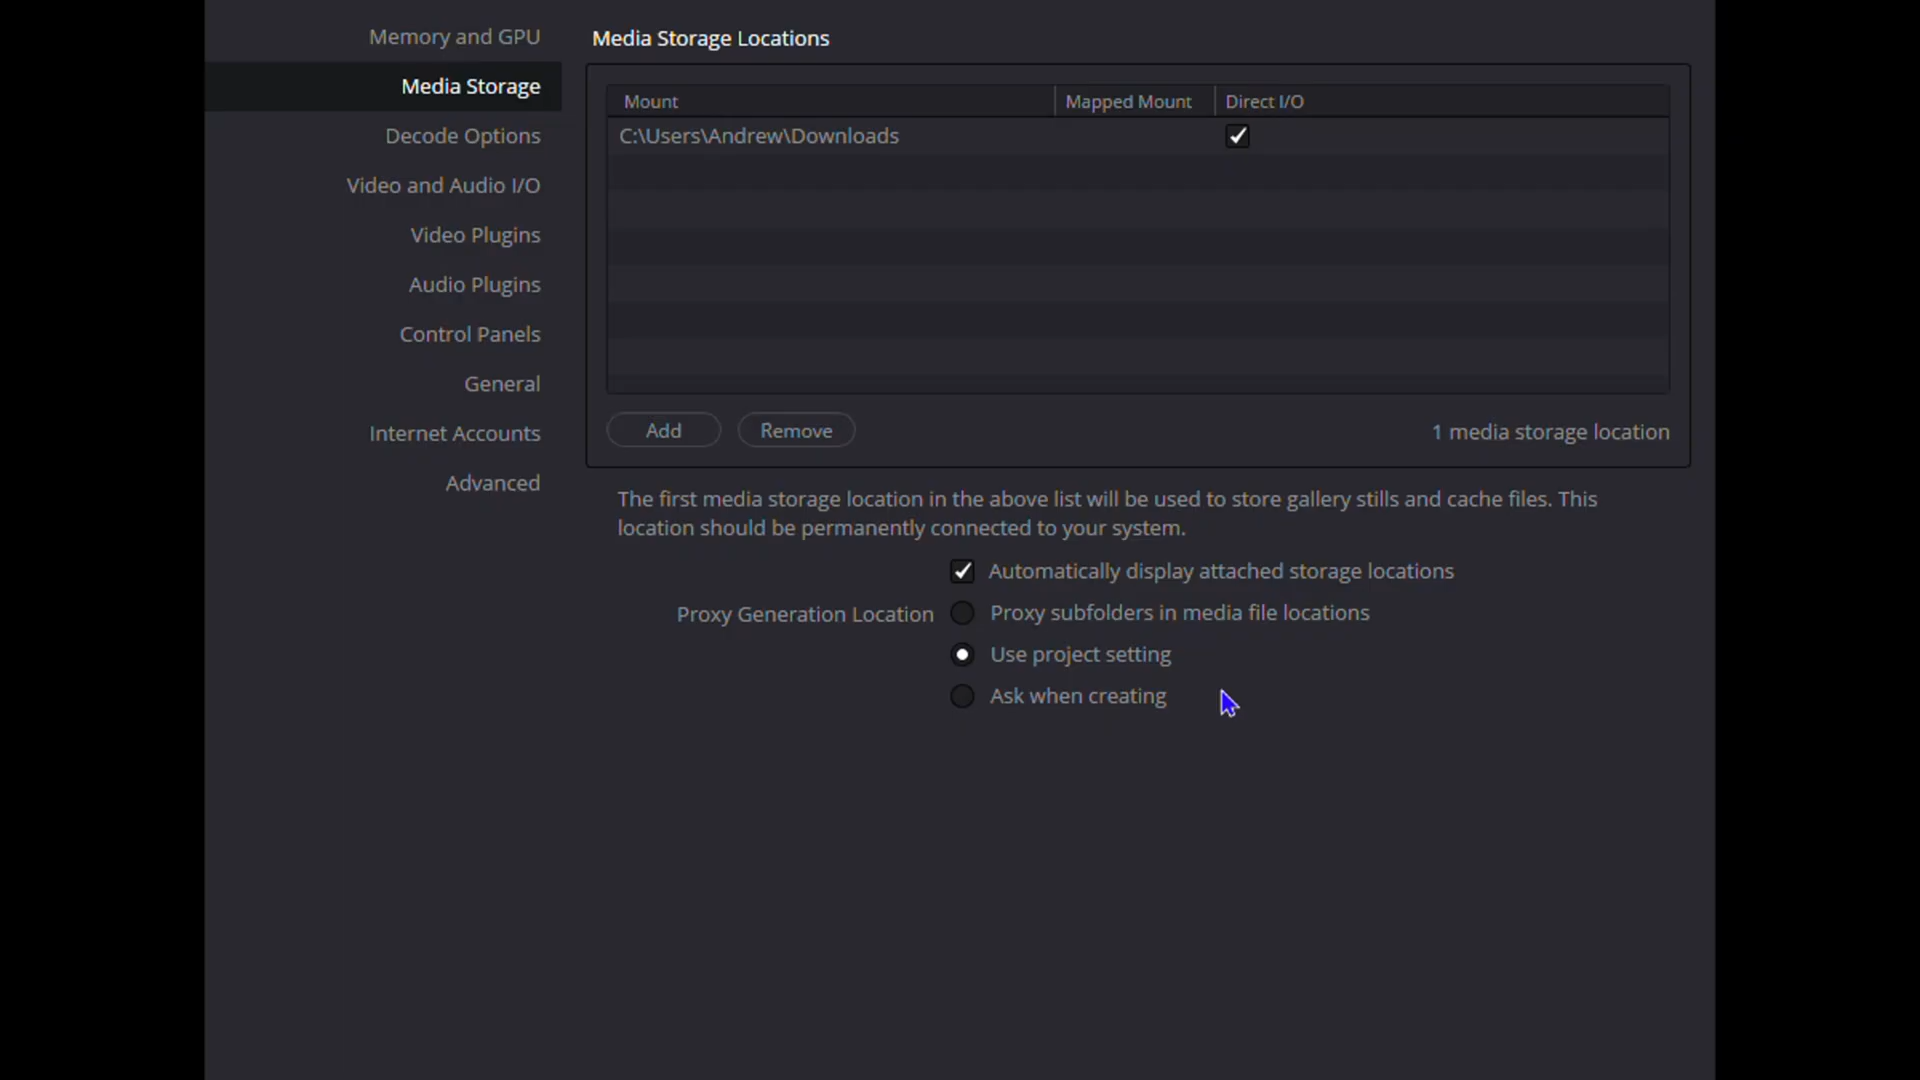 Memory and GPU
Media Storage
Decode Options
Video and Audio I/O
Video Plugins
Audio Plugins
Control Panels
General
Internet Accounts
Advanced
Media Storage Locations
Mount Mapped Mount Direct I/O
C:\Users\Andrew\Downloads
Add Remove 1 media storage location
The first media storage location in the above list will be used to store gallery stills and cache files. This
location should be permanently connected to your system.
Automatically display attached storage locations
Proxy Generation Location Proxy subfolders in media file locations
Use project setting
Ask when creating